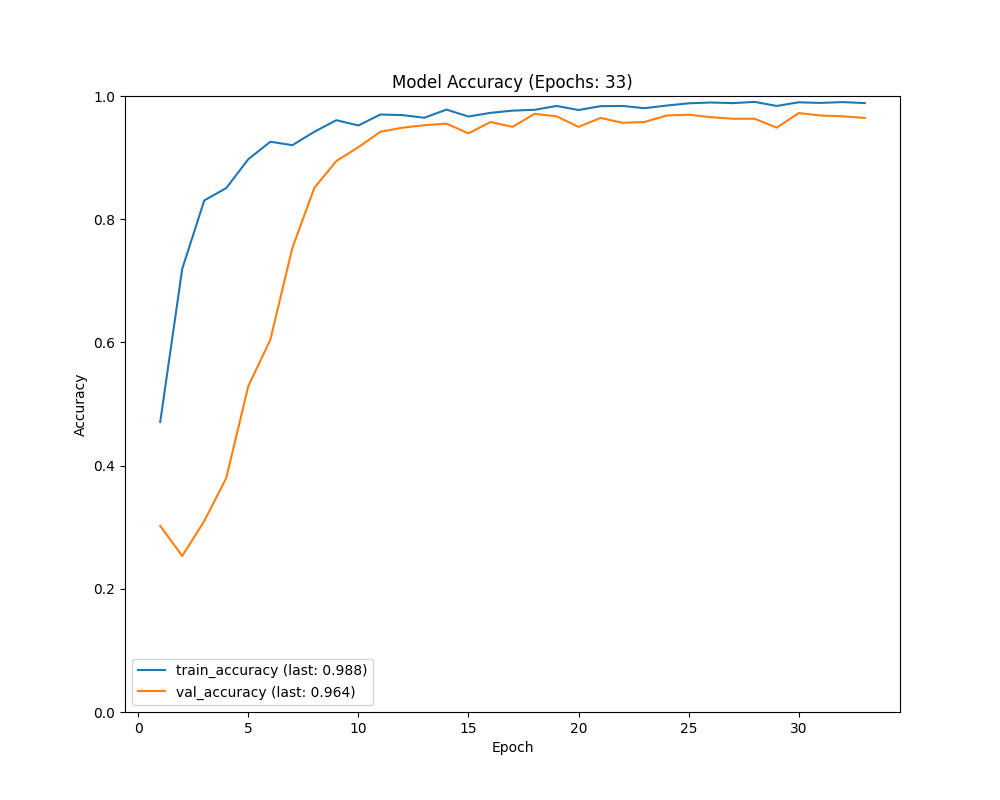 Model Accuracy (Epochs: 33)
1.0
0.8
0.6
0.4
0.2
0.0
Accuracy
train_accuracy (last: 0.988)
val_accuracy (last: 0.964)
0 5 10 15 20 25 30
Epoch